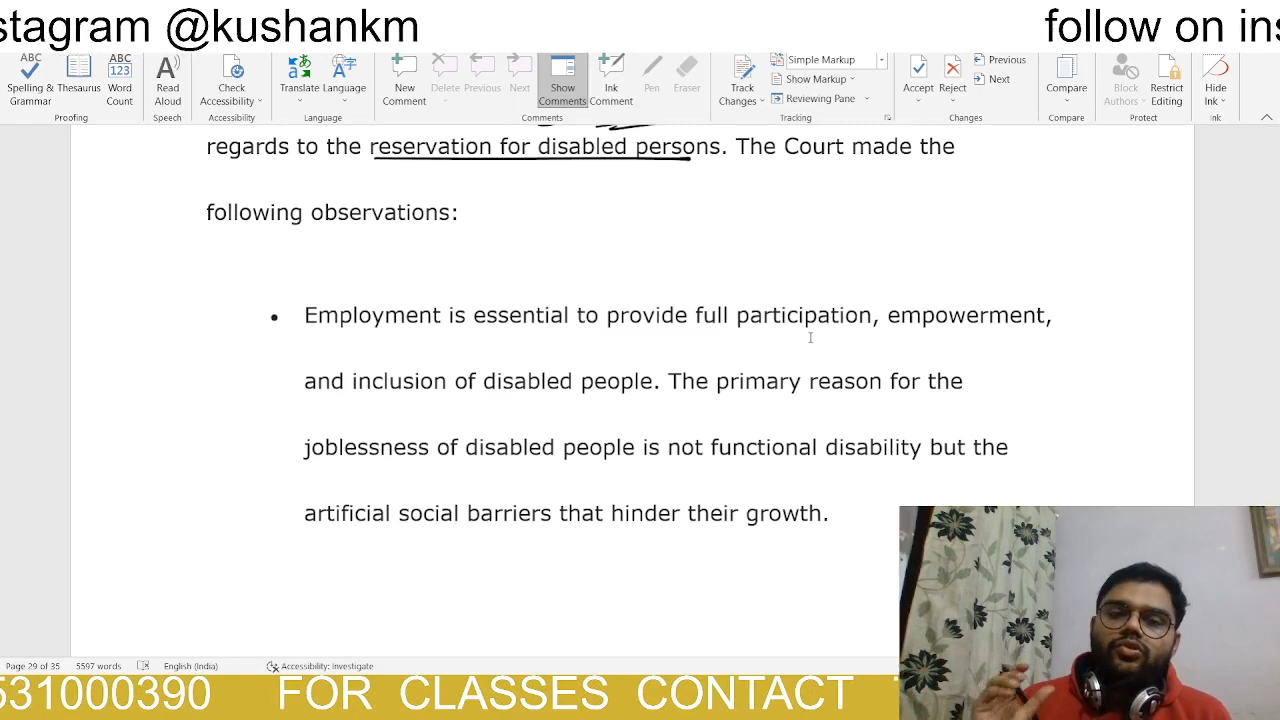 stagram @kushankm
follow on ins
ABC
ABC
123
Spelling & Grammar
Thesaurus
Word Count
Read Aloud
Check Accessibility
Translate
Language
New Comment
Delete
Previous
Next
Show Comments
Ink Comment
Pen
Eraser
Track Changes
Simple Markup
Show Markup
Reviewing Pane
Accept
Reject
Previous
Next
Compare
Block Authors
Restrict Editing
Hide Ink
Proofing
Speech
Accessibility
Language
Comments
Tracking
Changes
Compare
Protect
Ink
regards to the reservation for disabled persons. The Court made the
following observations:
• Employment is essential to provide full participation, empowerment,
and inclusion of disabled people. The primary reason for the
joblessness of disabled people is not functional disability but the
artificial social barriers that hinder their growth.
Page 29 of 35
5597 words
English (India)
Accessibility: Investigate
531000390
FOR CLASSES CONTACT